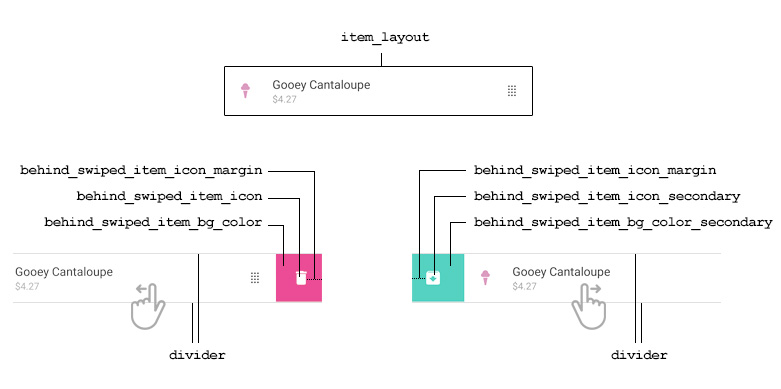 item_layout
Gooey Cantaloupe
$4.27
behind_swiped_item_icon_margin
behind_swiped_item_icon
behind_swiped_item_bg_color
Gooey Cantaloupe
$4.27
divider
behind_swiped_item_icon_margin
behind_swiped_item_icon_secondary
behind_swiped_item_bg_color_secondary
Gooey Cantaloupe
$4.27
divider